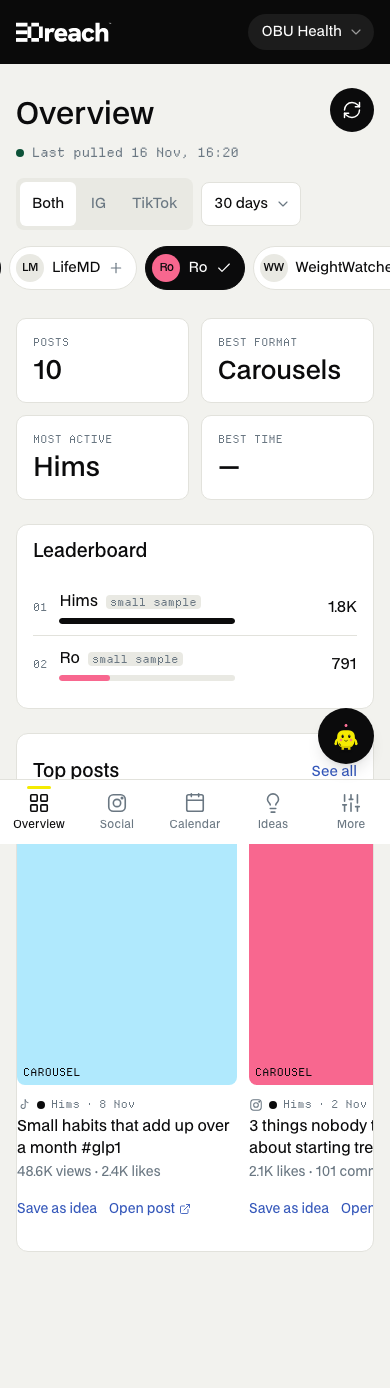 reach
OBU Health
Overview
Last pulled 16 Nov, 16:20
Both IG TikTok 30 days
LM LifeMD Ro Ro WW WeightWatche
POSTS
10
BEST FORMAT
Carousels
MOST ACTIVE
Hims
BEST TIME
—
Leaderboard
01 Hims small sample 1.8K
02 Ro small sample 791
Top posts See all
Overview Social Calendar Ideas More
CAROUSEL
Hims · 8 Nov
Small habits that add up over
a month #glp1
48.6K views · 2.4K likes
Save as idea Open post
CAROUSEL
Hims · 2 Nov
3 things nobody t
about starting tre
2.1K likes · 101 comr
Save as idea Oper